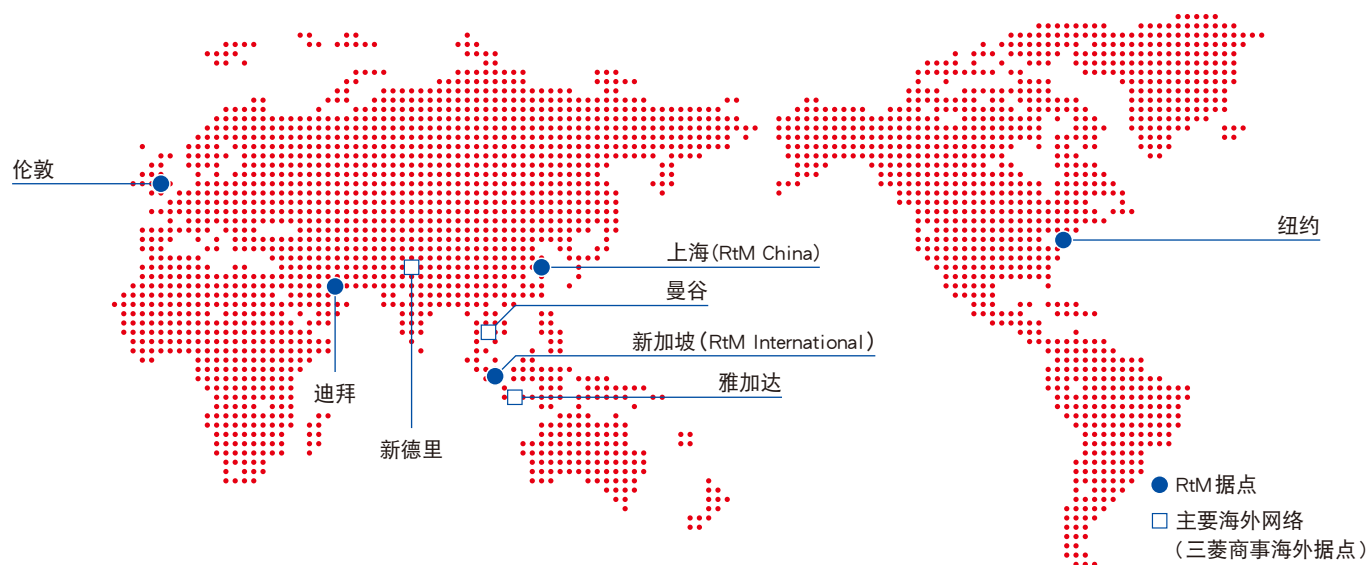 伦敦
纽约
上海(RtM China)
曼谷
新加坡(RtM International)
雅加达
迪拜
新德里
RtM据点
主要海外网络
(三菱商事海外据点)